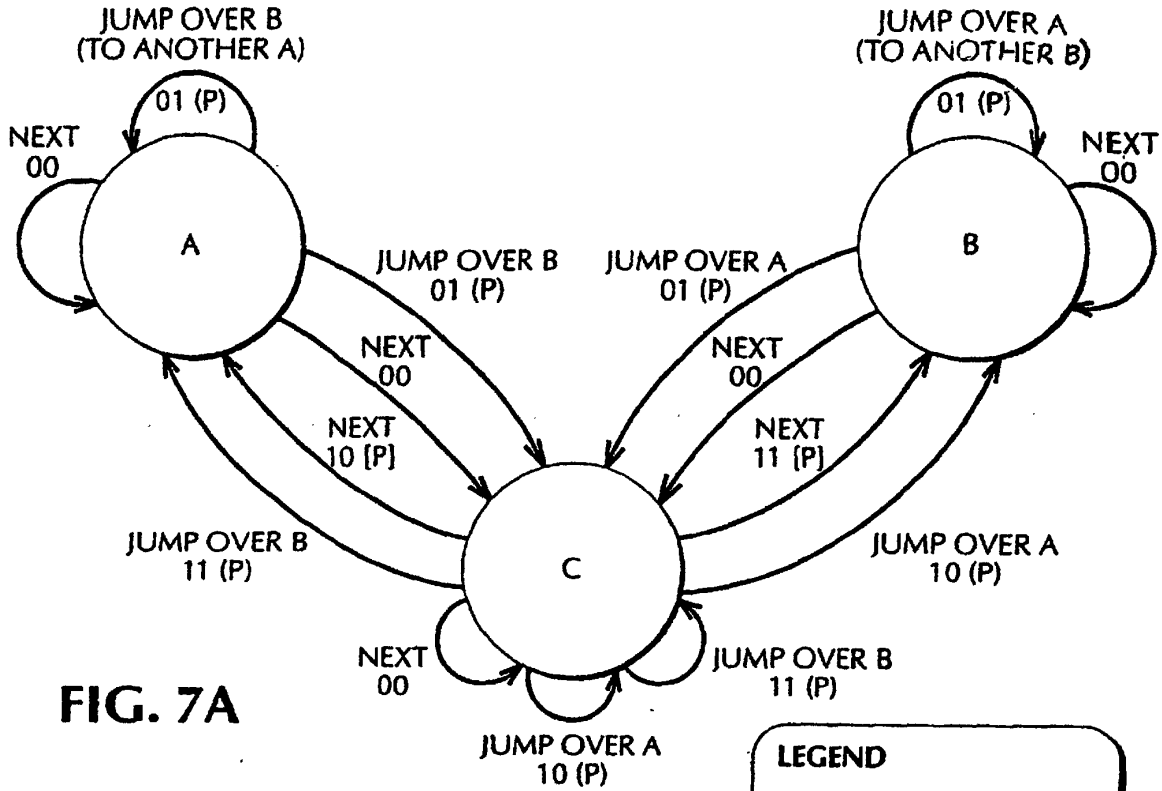 JUMP OVER B
(TO ANOTHER A)
01 (P)
NEXT
00
A
JUMP OVER A
(TO ANOTHER B)
01 (P)
NEXT
00
B
JUMP OVER B
01 (P)
JUMP OVER A
01 (P)
NEXT
00
NEXT
00
NEXT
10 [P]
NEXT
11 [P]
JUMP OVER B
11 (P)
JUMP OVER A
10 (P)
C
NEXT
00
JUMP OVER B
11 (P)
JUMP OVER A
10 (P)
FIG. 7A
LEGEND